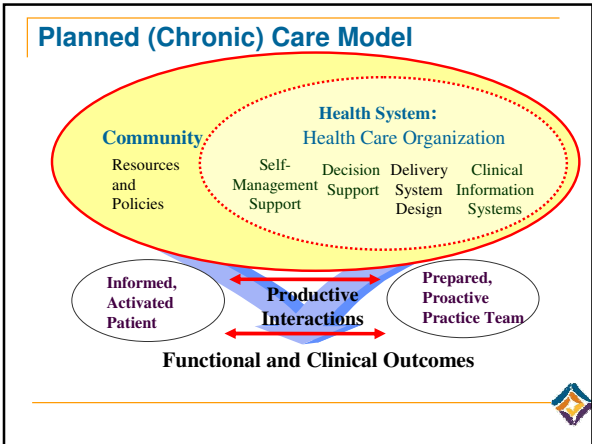 Planned (Chronic) Care Model
Health System:
Health Care Organization
Community
Resources
and
Policies
Self-
Management
Support
Decision
Support
Delivery
System
Design
Clinical
Information
Systems
Informed,
Activated
Patient
Productive
Interactions
Prepared,
Proactive
Practice Team
Functional and Clinical Outcomes